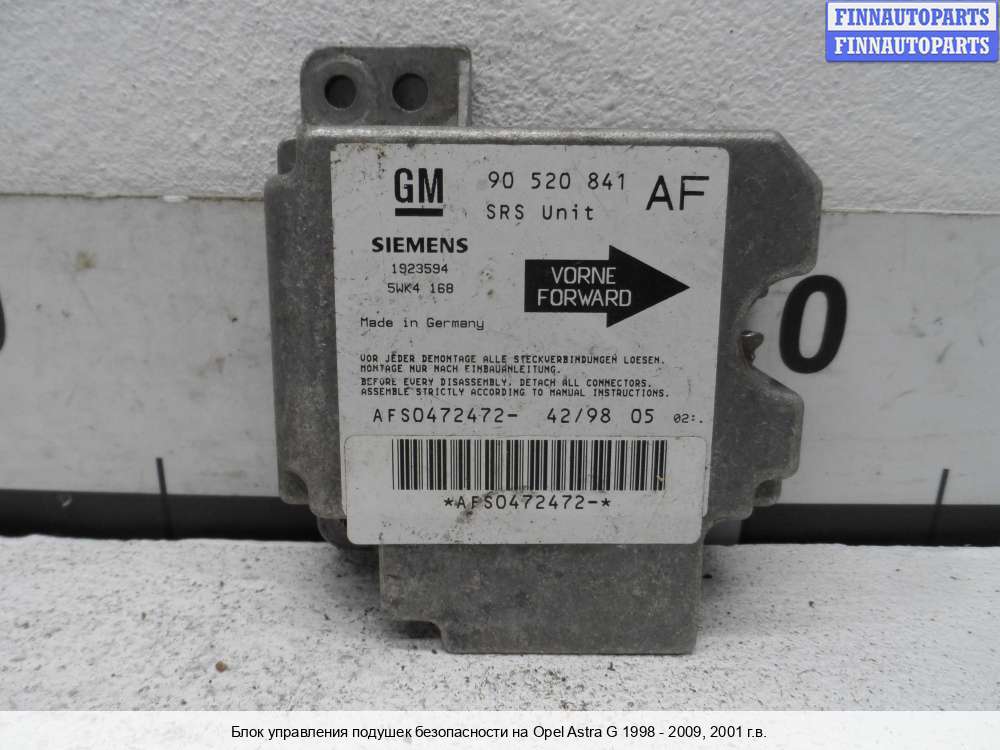 FINNAUTOPARTS
FINNAUTOPARTS
GM
90 520 841
AF
SRS Unit
SIEMENS
1923594
5WK4 168
VORNE
FORWARD
Made in Germany
VOR JEDER DEMONTAGE ALLE STECKVERBINDUNGEN LOESEN.
MONTAGE NUR NACH EINBAUANLEITUNG.
BEFORE EVERY DISASSEMBLY, DETACH ALL CONNECTORS.
ASSEMBLE STRICTLY ACCORDING TO MANUAL INSTRUCTIONS.
AFS0472472- 42/98 05 02:.
*AFS0472472-*
0
Блок управления подушек безопасности на Opel Astra G 1998 - 2009, 2001 г.в.